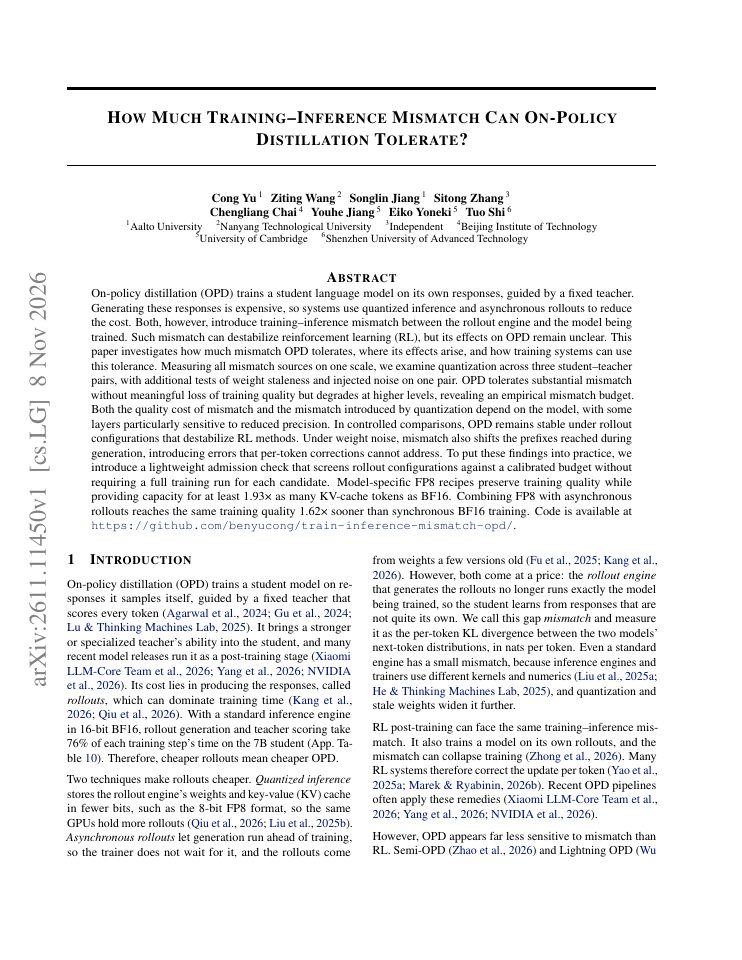 HOW MUCH TRAINING–INFERENCE MISMATCH CAN ON-POLICY
DISTILLATION TOLERATE?
Cong Yu 1 Ziting Wang 2 Songlin Jiang 1 Sitong Zhang 3
Chengliang Chai 4 Youhe Jiang 5 Eiko Yoneki 5 Tuo Shi 6
1Aalto University 2Nanyang Technological University 3Independent 4Beijing Institute of Technology
5University of Cambridge 6Shenzhen University of Advanced Technology
arXiv:2611.11450v1 [cs.LG] 8 Nov 2026
ABSTRACT
On-policy distillation (OPD) trains a student language model on its own responses, guided by a fixed teacher.
Generating these responses is expensive, so systems use quantized inference and asynchronous rollouts to reduce
the cost. Both, however, introduce training–inference mismatch between the rollout engine and the model being
trained. Such mismatch can destabilize reinforcement learning (RL), but its effects on OPD remain unclear. This
paper investigates how much mismatch OPD tolerates, where its effects arise, and how training systems can use
this tolerance. Measuring all mismatch sources on one scale, we examine quantization across three student–teacher
pairs, with additional tests of weight staleness and injected noise on one pair. OPD tolerates substantial mismatch
without meaningful loss of training quality but degrades at higher levels, revealing an empirical mismatch budget.
Both the quality cost of mismatch and the mismatch introduced by quantization depend on the model, with some
layers particularly sensitive to reduced precision. In controlled comparisons, OPD remains stable under rollout
configurations that destabilize RL methods. Under weight noise, mismatch also shifts the prefixes reached during
generation, introducing errors that per-token corrections cannot address. To put these findings into practice, we
introduce a lightweight admission check that screens rollout configurations against a calibrated budget without
requiring a full training run for each candidate. Model-specific FP8 recipes preserve training quality while
providing capacity for at least 1.93× as many KV-cache tokens as BF16. Combining FP8 with asynchronous
rollouts reaches the same training quality 1.62× sooner than synchronous BF16 training. Code is available at
https://github.com/benyucong/train-inference-mismatch-opd/.
1 INTRODUCTION
On-policy distillation (OPD) trains a student model on re-
sponses it samples itself, guided by a fixed teacher that
scores every token (Agarwal et al., 2024; Gu et al., 2024;
Lu & Thinking Machines Lab, 2025). It brings a stronger
or specialized teacher's ability into the student, and many
recent model releases run it as a post-training stage (Xiaomi
LLM-Core Team et al., 2026; Yang et al., 2026; NVIDIA
et al., 2026). Its cost lies in producing the responses, called
rollouts, which can dominate training time (Kang et al.,
2026; Qiu et al., 2026). With a standard inference engine
in 16-bit BF16, rollout generation and teacher scoring take
76% of each training step's time on the 7B student (App. Ta-
ble 10). Therefore, cheaper rollouts mean cheaper OPD.
Two techniques make rollouts cheaper. Quantized inference
stores the rollout engine's weights and key-value (KV) cache
in fewer bits, such as the 8-bit FP8 format, so the same
GPUs hold more rollouts (Qiu et al., 2026; Liu et al., 2025b).
Asynchronous rollouts let generation run ahead of training,
so the trainer does not wait for it, and the rollouts come
from weights a few versions old (Fu et al., 2025; Kang et al.,
2026). However, both come at a price: the rollout engine
that generates the rollouts no longer runs exactly the model
being trained, so the student learns from responses that are
not quite its own. We call this gap mismatch and measure
it as the per-token KL divergence between the two models'
next-token distributions, in nats per token. Even a standard
engine has a small mismatch, because inference engines and
trainers use different kernels and numerics (Liu et al., 2025a;
He & Thinking Machines Lab, 2025), and quantization and
stale weights widen it further.
RL post-training can face the same training–inference mis-
match. It also trains a model on its own rollouts, and the
mismatch can collapse training (Zhong et al., 2026). Many
RL systems therefore correct the update per token (Yao et al.,
2025a; Marek & Ryabinin, 2026b). Recent OPD pipelines
often apply these remedies (Xiaomi LLM-Core Team et al.,
2026; Yang et al., 2026; NVIDIA et al., 2026).
However, OPD appears far less sensitive to mismatch than
RL. Semi-OPD (Zhao et al., 2026) and Lightning OPD (Wu